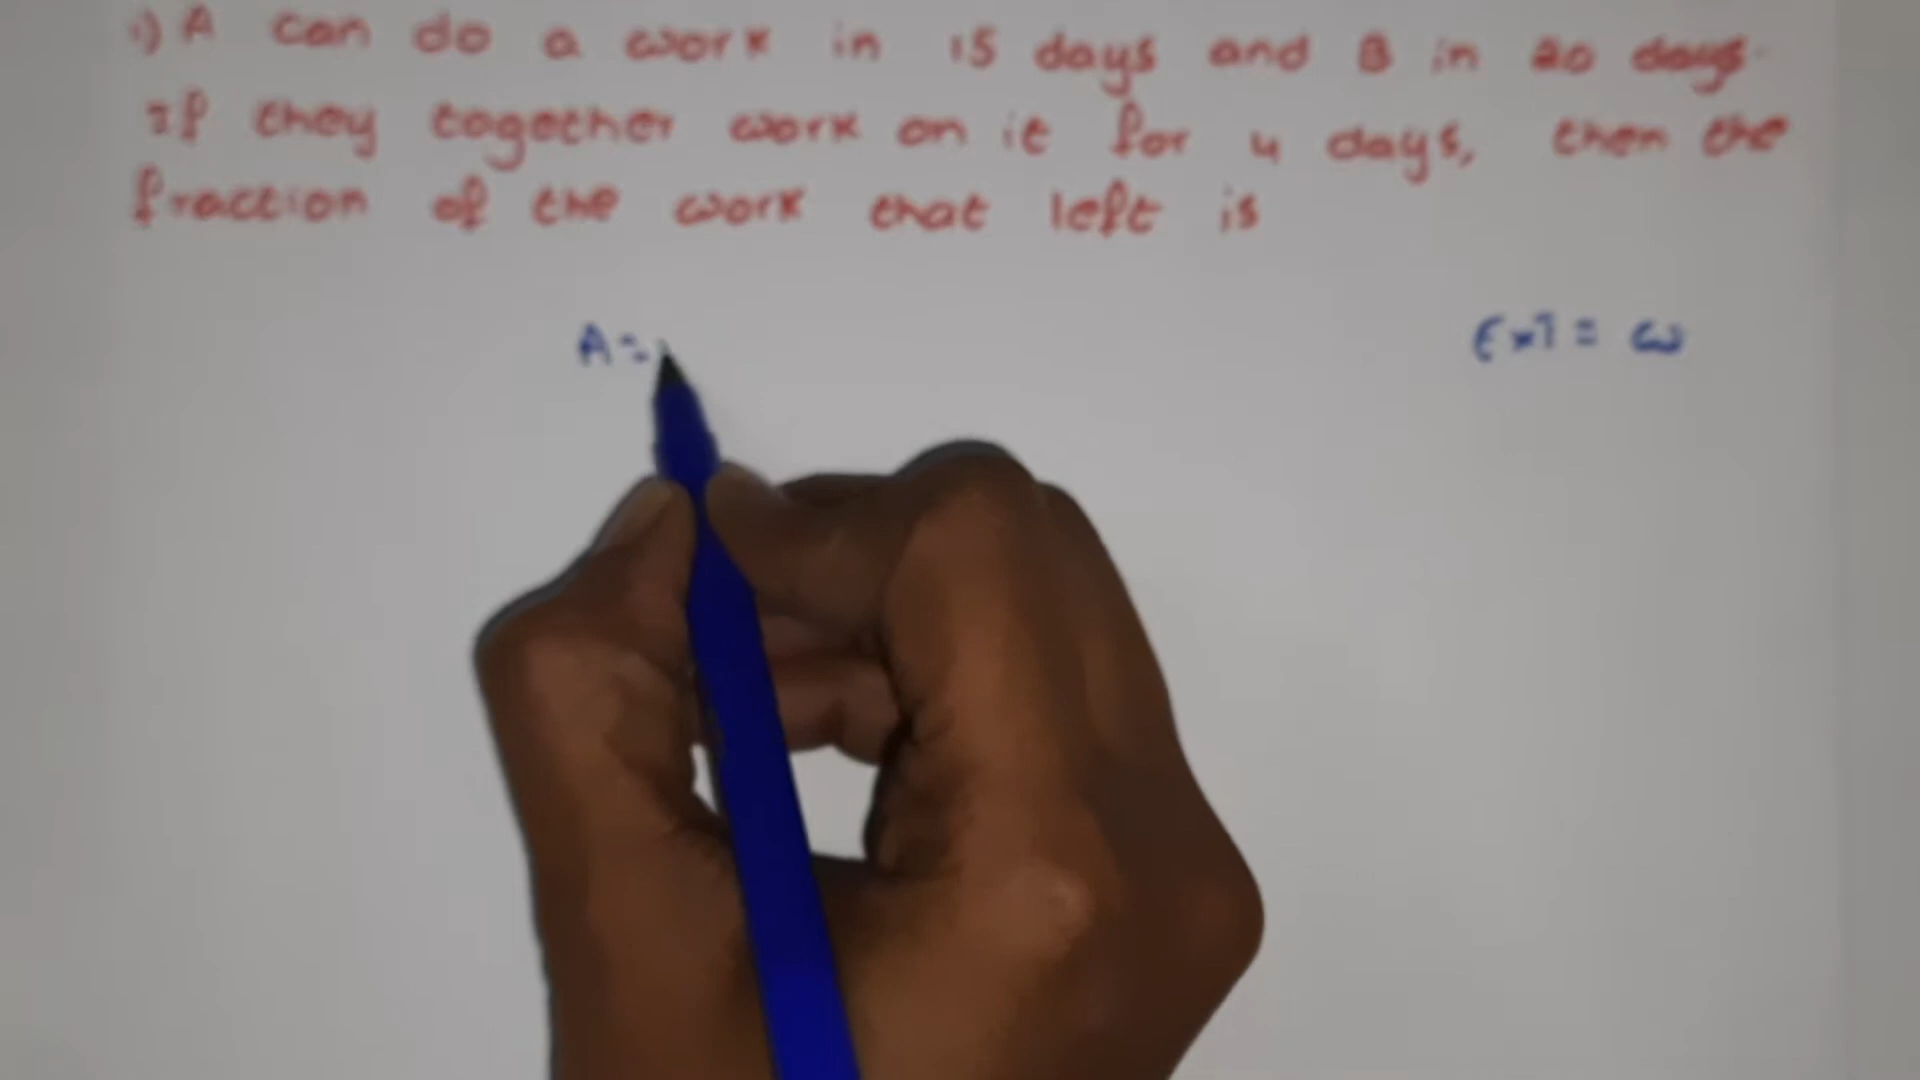 1) A can do a work in 15 days and B in 20 days.
If they together work on it for 4 days, then the
fraction of the work that left is
A = 
E×T = W